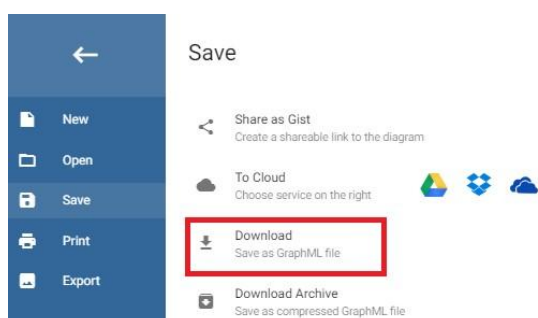 Save
New
Open
Save
Print
Export
Share as Gist
Create a shareable link to the diagram
To Cloud
Choose service on the right
Download
Save as GraphML file
Download Archive
Save as compressed GraphML file